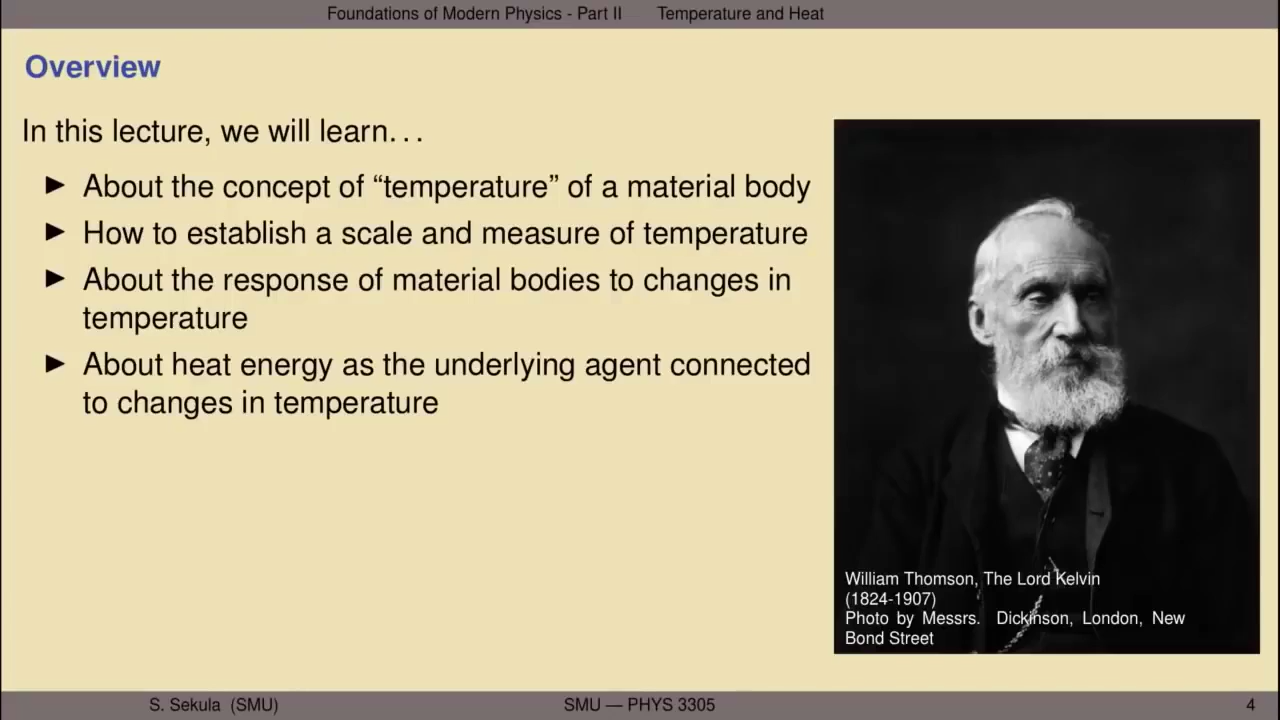 Foundations of Modern Physics - Part II Temperature and Heat
Overview
In this lecture, we will learn. . .
► About the concept of “temperature” of a material body
► How to establish a scale and measure of temperature
► About the response of material bodies to changes in
temperature
► About heat energy as the underlying agent connected
to changes in temperature
William Thomson, The Lord Kelvin
(1824-1907)
Photo by Messrs. Dickinson, London, New
Bond Street
S. Sekula (SMU) SMU — PHYS 3305 4